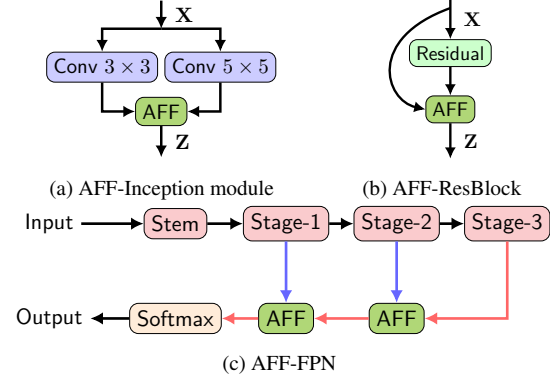 X
X
Conv 3 × 3
Conv 5 × 5
Residual
AFF
AFF
Z
Z
(a) AFF-Inception module
(b) AFF-ResBlock
Input
Stem
Stage-1
Stage-2
Stage-3
Output
Softmax
AFF
AFF
(c) AFF-FPN